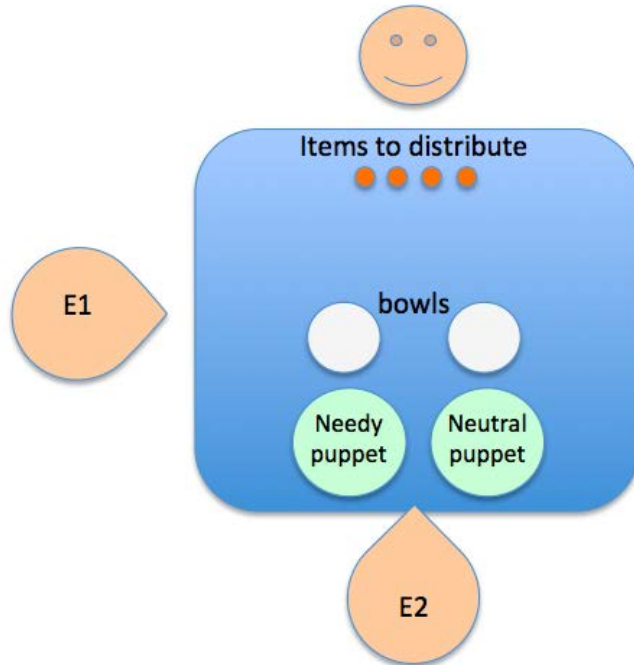 Items to distribute
E1
bowls
Needy
puppet
Neutral
puppet
E2